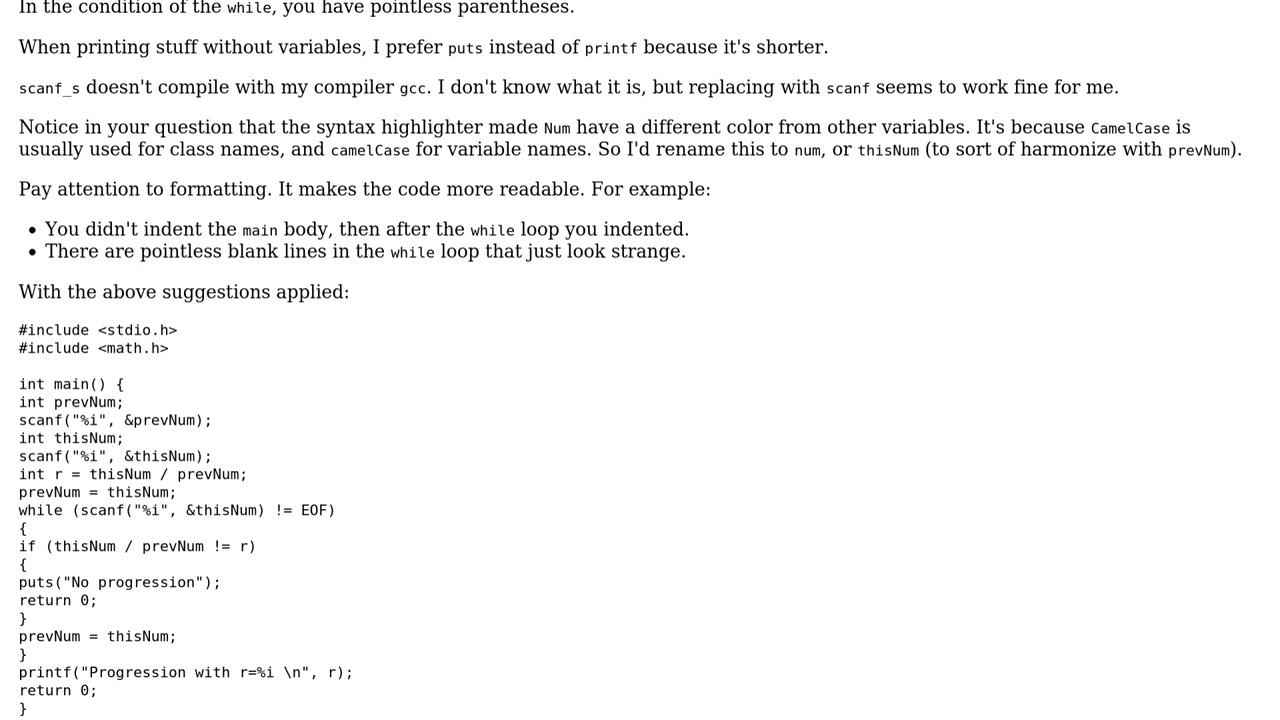 In the condition of the while, you have pointless parentheses.
When printing stuff without variables, I prefer puts instead of printf because it's shorter.
scanf_s doesn't compile with my compiler gcc. I don't know what it is, but replacing with scanf seems to work fine for me.
Notice in your question that the syntax highlighter made Num have a different color from other variables. It's because CamelCase is
usually used for class names, and camelCase for variable names. So I'd rename this to num, or thisNum (to sort of harmonize with prevNum).
Pay attention to formatting. It makes the code more readable. For example:
• You didn't indent the main body, then after the while loop you indented.
• There are pointless blank lines in the while loop that just look strange.
With the above suggestions applied:
#include <stdio.h>
#include <math.h>
int main() {
int prevNum;
scanf("%i", &prevNum);
int thisNum;
scanf("%i", &thisNum);
int r = thisNum / prevNum;
prevNum = thisNum;
while (scanf("%i", &thisNum) != EOF)
{
if (thisNum / prevNum != r)
{
puts("No progression");
return 0;
}
prevNum = thisNum;
}
printf("Progression with r=%i \n", r);
return 0;
}